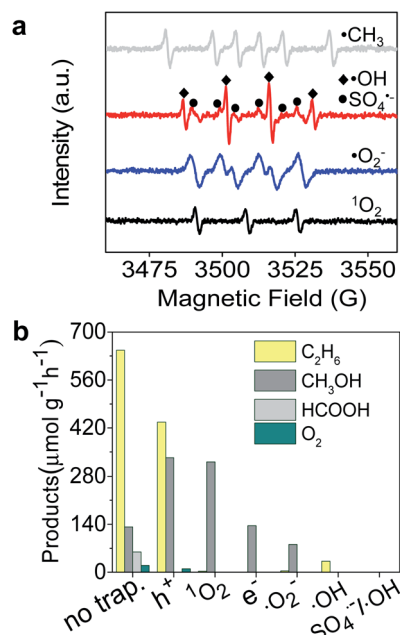 a
•CH₃
◆ •OH
● SO₄•⁻
•O₂⁻
¹O₂
Intensity (a.u.)
3475 3500 3525 3550
Magnetic Field (G)
b
700
560
420
280
140
0
Products(μmol g⁻¹h⁻¹)
C₂H₆
CH₃OH
HCOOH
O₂
no trap. h⁺ ¹O₂ e⁻ ·O₂⁻ ·OH SO₄·⁻/·OH